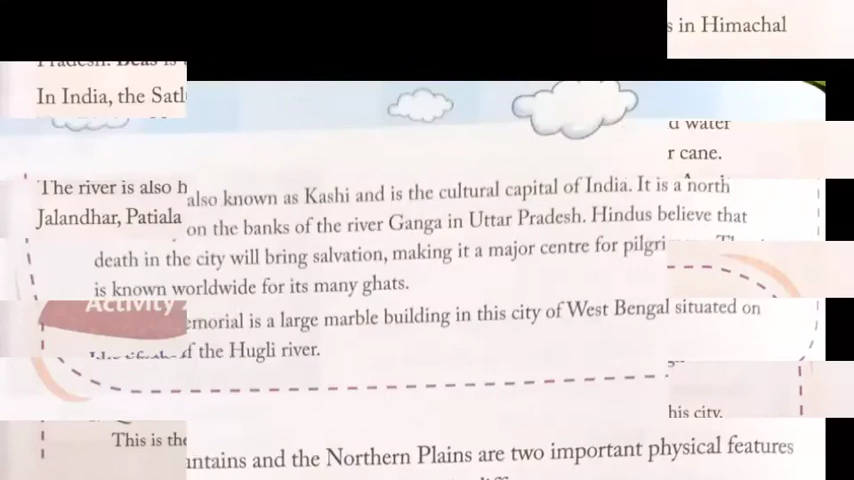 s in Himachal
Pradesh. Beas is
In India, the Satl
d water
r cane.
The river is also h
also known as Kashi and is the cultural capital of India. It is a north
Jalandhar, Patiala
on the banks of the river Ganga in Uttar Pradesh. Hindus believe that
death in the city will bring salvation, making it a major centre for pilgri
is known worldwide for its many ghats.
Activity
emorial is a large marble building in this city of West Bengal situated on
f the Hugli river.
his city.
This is the
untains and the Northern Plains are two important physical features